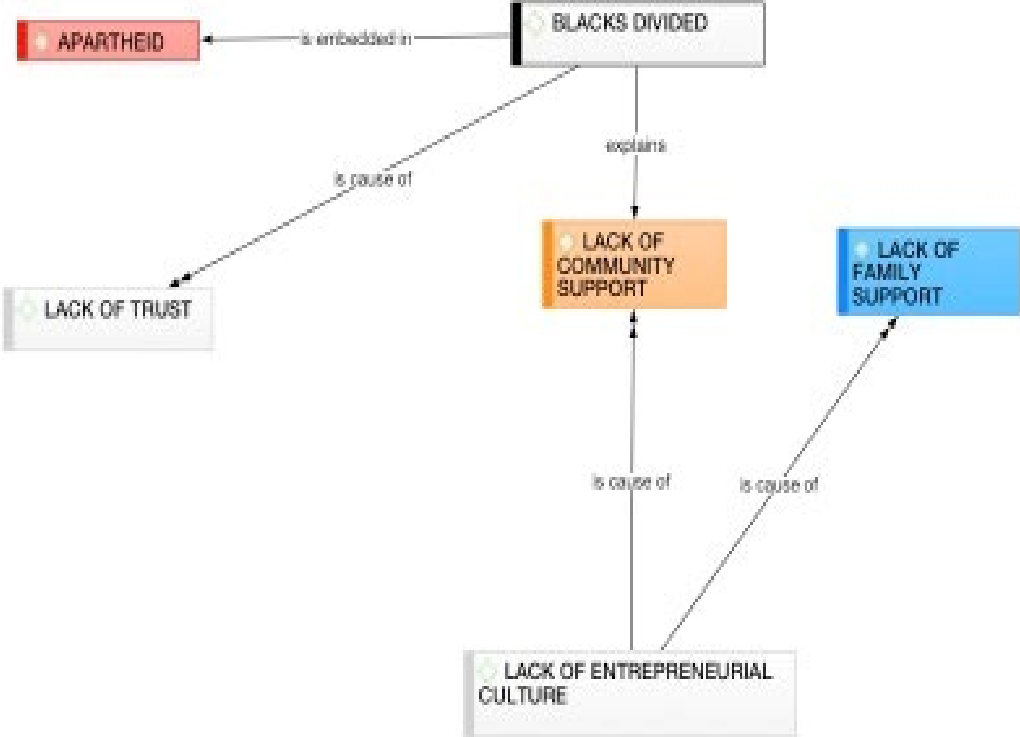 BLACKS DIVIDED
APARTHEID
is embedded in
explains
is cause of
LACK OF
COMMUNITY
SUPPORT
LACK OF
FAMILY
SUPPORT
LACK OF TRUST
is cause of
is cause of
LACK OF ENTREPRENEURIAL
CULTURE